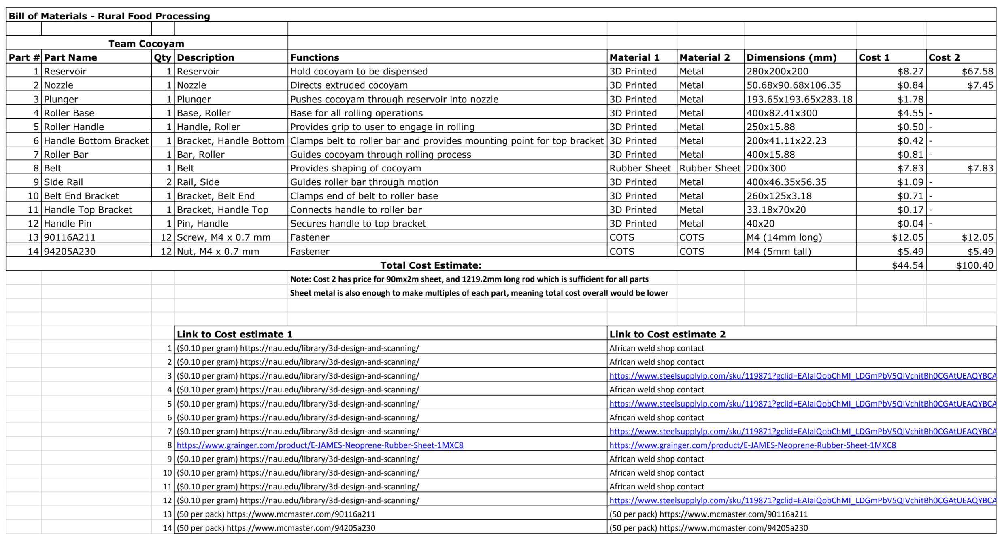 Bill of Materials - Rural Food Processing
Team Cocoyam
Part # Part Name Qty Description Functions Material 1 Material 2 Dimensions (mm) Cost 1 Cost 2
1 Reservoir 1 Reservoir Hold cocoyam to be dispensed 3D Printed Metal 280x200x200 $8.27 $67.58
2 Nozzle 1 Nozzle Directs extruded cocoyam 3D Printed Metal 50.68x90.68x106.35 $0.84 $7.45
3 Plunger 1 Plunger Pushes cocoyam through reservoir into nozzle 3D Printed Metal 193.65x193.65x283.18 $1.78
4 Roller Base 1 Base, Roller Base for all rolling operations 3D Printed Metal 400x82.41x300 $4.55 -
5 Roller Handle 1 Handle, Roller Provides grip to user to engage in rolling 3D Printed Metal 250x15.88 $0.50 -
6 Handle Bottom Bracket 1 Bracket, Handle Bottom Clamps belt to roller bar and provides mounting point for top bracket 3D Printed Metal 200x41.11x22.23 $0.42 -
7 Roller Bar 1 Bar, Roller Guides cocoyam through rolling process 3D Printed Metal 400x15.88 $0.81 -
8 Belt 1 Belt Provides shaping of cocoyam Rubber Sheet Rubber Sheet 200x300 $7.83 $7.83
9 Side Rail 2 Rail, Side Guides roller bar through motion 3D Printed Metal 400x46.35x56.35 $1.09 -
10 Belt End Bracket 1 Bracket, Belt End Clamps end of belt to roller base 3D Printed Metal 260x125x3.18 $0.71 -
11 Handle Top Bracket 1 Bracket, Handle Top Connects handle to roller bar 3D Printed Metal 33.18x70x20 $0.17 -
12 Handle Pin 1 Pin, Handle Secures handle to top bracket 3D Printed Metal 40x20 $0.04 -
13 90116A211 12 Screw, M4 x 0.7 mm Fastener COTS COTS M4 (14mm long) $12.05 $12.05
14 94205A230 12 Nut, M4 x 0.7 mm Fastener COTS COTS M4 (5mm tall) $5.49 $5.49
Total Cost Estimate: $44.54 $100.40
Note: Cost 2 has price for 90mx2m sheet, and 1219.2mm long rod which is sufficient for all parts
Sheet metal is also enough to make multiples of each part, meaning total cost overall would be lower
Link to Cost estimate 1 Link to Cost estimate 2
1 ($0.10 per gram) https://nau.edu/library/3d-design-and-scanning/ African weld shop contact
2 ($0.10 per gram) https://nau.edu/library/3d-design-and-scanning/ African weld shop contact
3 ($0.10 per gram) https://nau.edu/library/3d-design-and-scanning/ https://www.steelsupplylp.com/sku/119871?gclid=EAIaIQobChMI_LDGmPbV5QIVchitBh0CGAtUEAQYBCA
4 ($0.10 per gram) https://nau.edu/library/3d-design-and-scanning/ African weld shop contact
5 ($0.10 per gram) https://nau.edu/library/3d-design-and-scanning/ https://www.steelsupplylp.com/sku/119871?gclid=EAIaIQobChMI_LDGmPbV5QIVchitBh0CGAtUEAQYBCA
6 ($0.10 per gram) https://nau.edu/library/3d-design-and-scanning/ African weld shop contact
7 ($0.10 per gram) https://nau.edu/library/3d-design-and-scanning/ https://www.steelsupplylp.com/sku/119871?gclid=EAIaIQobChMI_LDGmPbV5QIVchitBh0CGAtUEAQYBCA
8 https://www.grainger.com/product/E-JAMES-Neoprene-Rubber-Sheet-1MXC8 https://www.grainger.com/product/E-JAMES-Neoprene-Rubber-Sheet-1MXC8
9 ($0.10 per gram) https://nau.edu/library/3d-design-and-scanning/ African weld shop contact
10 ($0.10 per gram) https://nau.edu/library/3d-design-and-scanning/ African weld shop contact
11 ($0.10 per gram) https://nau.edu/library/3d-design-and-scanning/ African weld shop contact
12 ($0.10 per gram) https://nau.edu/library/3d-design-and-scanning/ https://www.steelsupplylp.com/sku/119871?gclid=EAIaIQobChMI_LDGmPbV5QIVchitBh0CGAtUEAQYBCA
13 (50 per pack) https://www.mcmaster.com/90116a211 (50 per pack) https://www.mcmaster.com/90116a211
14 (50 per pack) https://www.mcmaster.com/94205a230 (50 per pack) https://www.mcmaster.com/94205a230